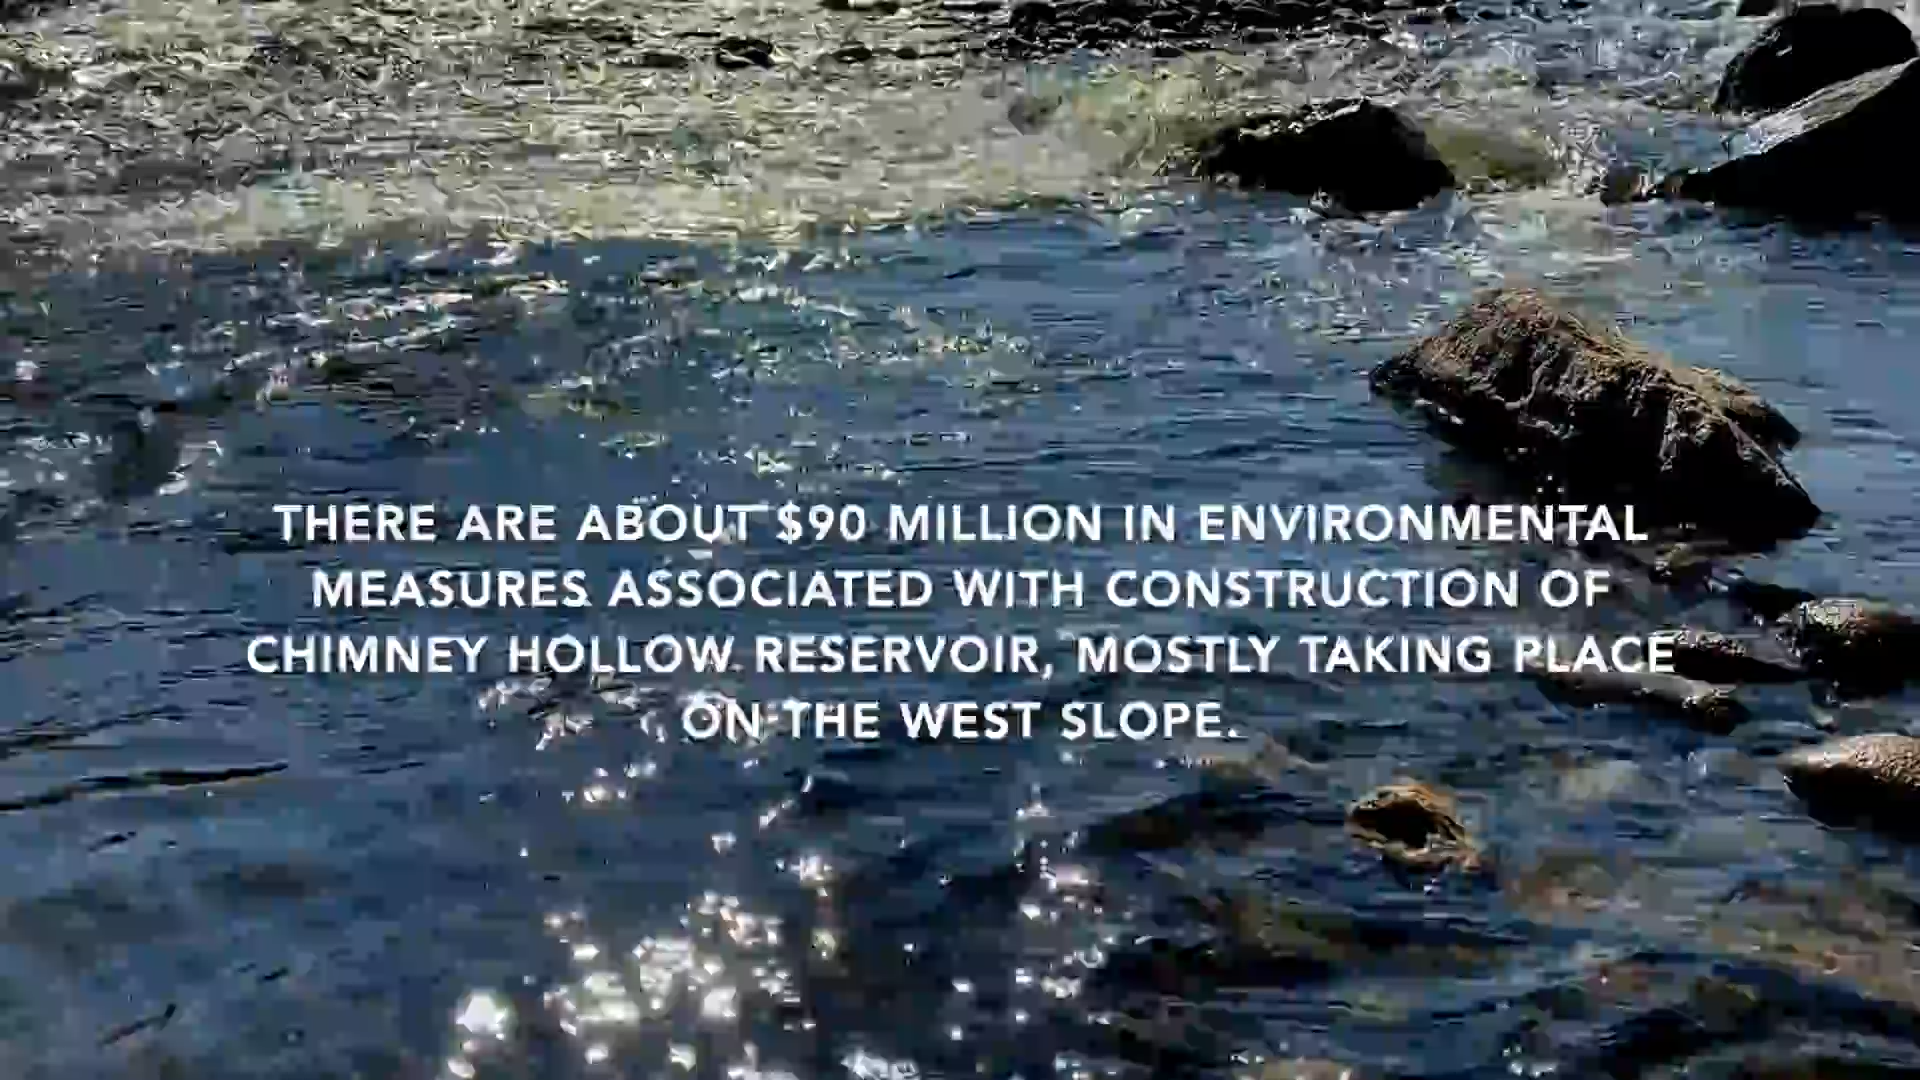 THERE ARE ABOUT $90 MILLION IN ENVIRONMENTAL
MEASURES ASSOCIATED WITH CONSTRUCTION OF
CHIMNEY HOLLOW RESERVOIR, MOSTLY TAKING PLACE
ON THE WEST SLOPE.